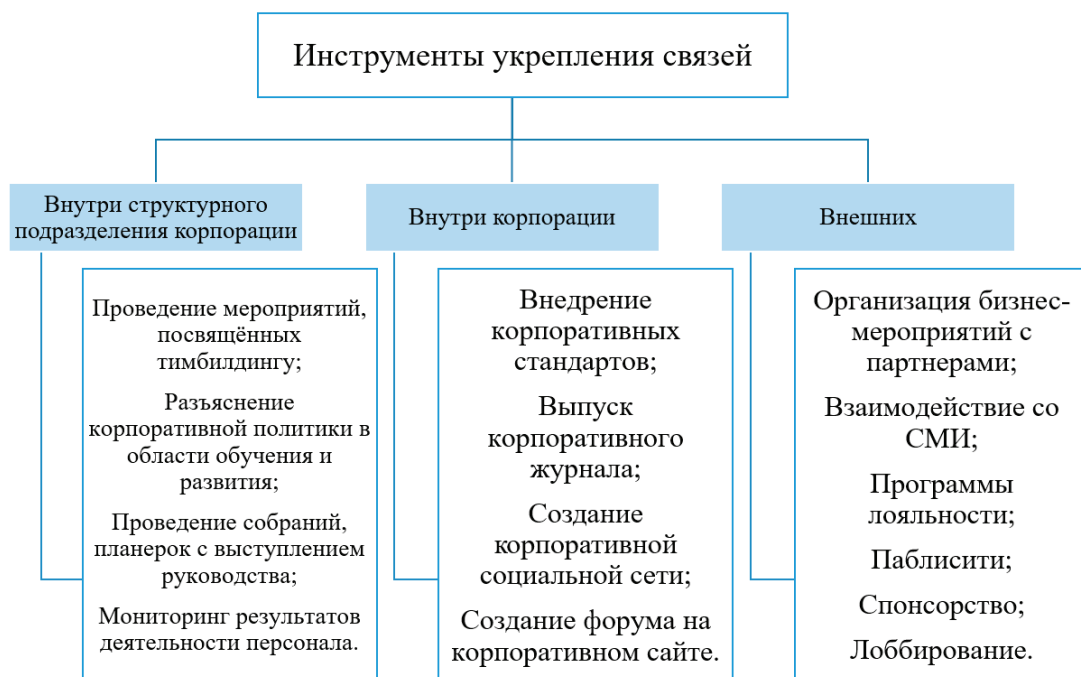 Инструменты укрепления связей
Внутри структурного
подразделения корпорации
Проведение мероприятий,
посвящённых
тимбилдингу;
Разъяснение
корпоративной политики в
области обучения и
развития;
Проведение собраний,
планерок с выступлением
руководства;
Мониторинг результатов
деятельности персонала.
Внутри корпорации
Внедрение
корпоративных
стандартов;
Выпуск
корпоративного
журнала;
Создание
корпоративной
социальной сети;
Создание форума на
корпоративном сайте.
Внешних
Организация бизнес-
мероприятий с
партнерами;
Взаимодействие со
СМИ;
Программы
лояльности;
Паблисити;
Спонсорство;
Лоббирование.